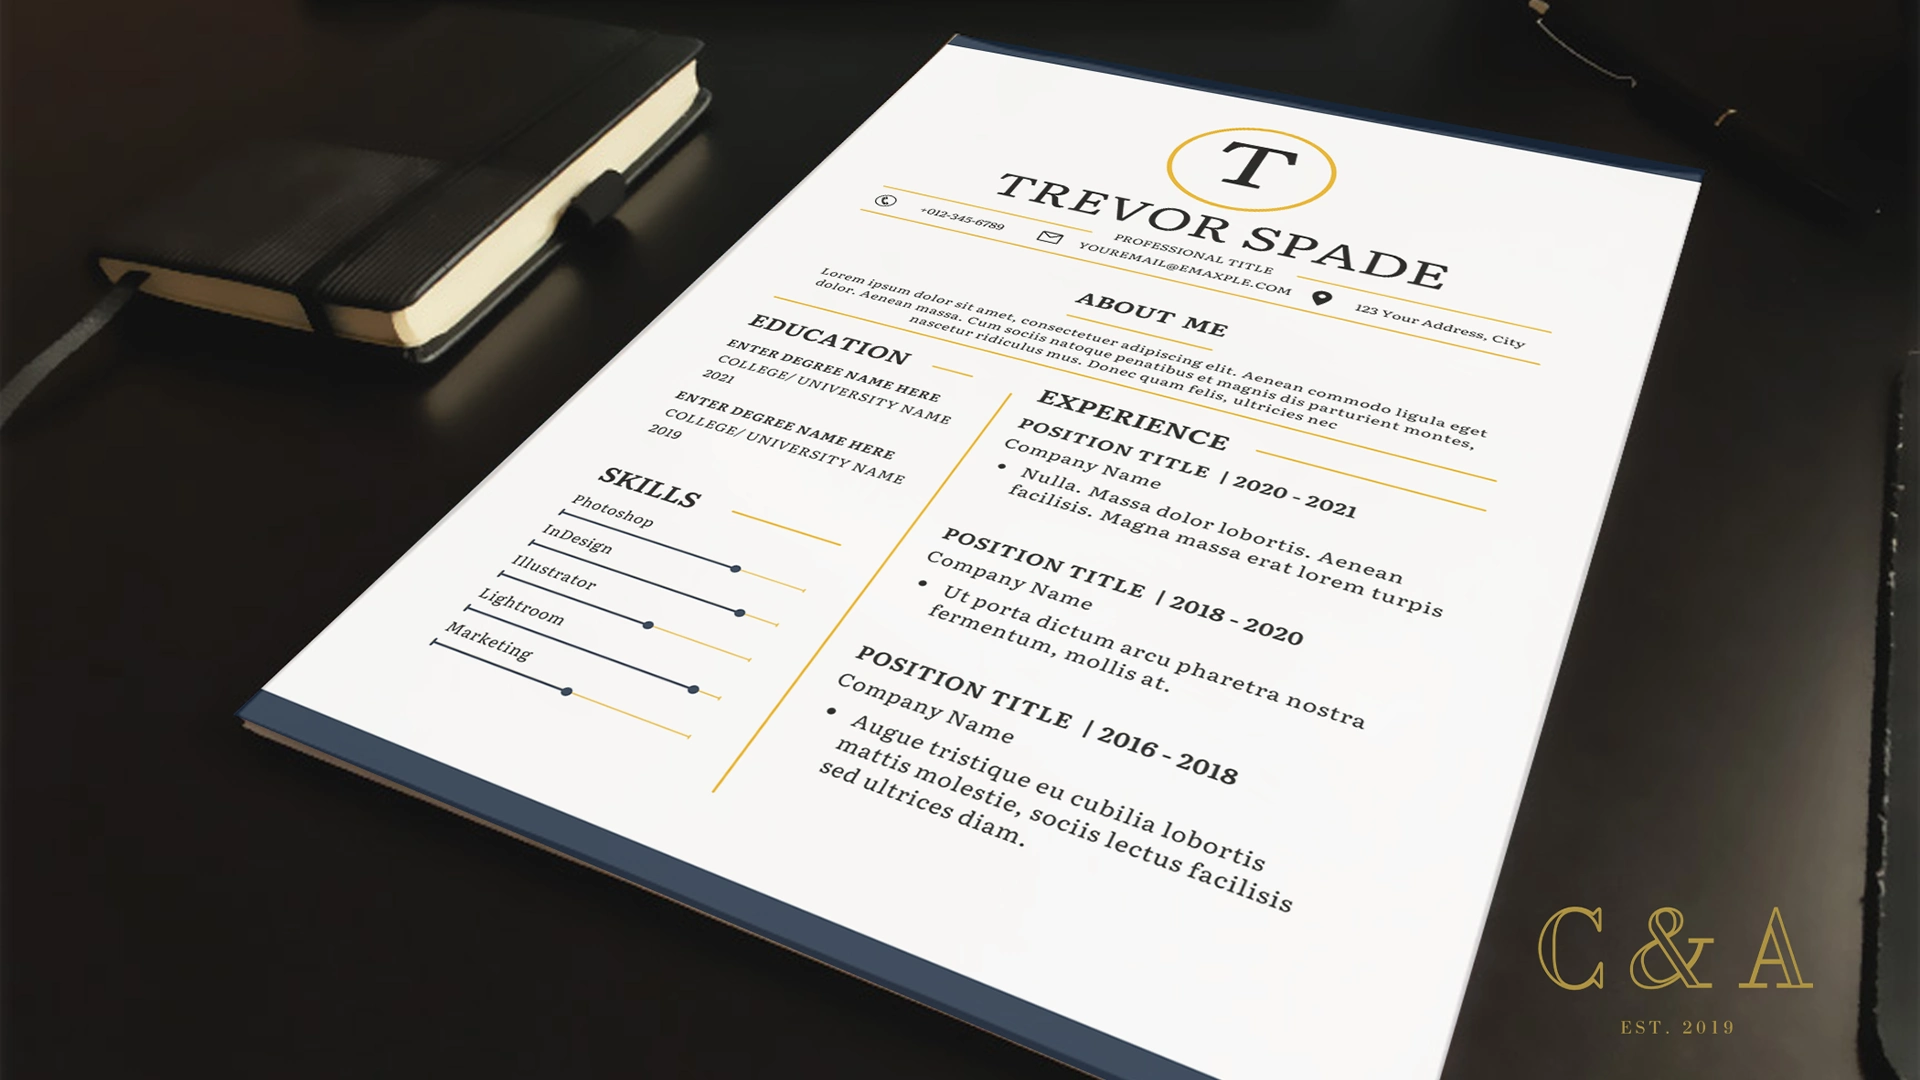 T
TREVOR SPADE
PROFESSIONAL TITLE
+012-345-6789
YOUREMAIL@EMAXPLE.COM
123 Your Address, City
ABOUT ME
Lorem ipsum dolor sit amet, consectetuer adipiscing elit. Aenean commodo ligula eget
dolor. Aenean massa. Cum sociis natoque penatibus et magnis dis parturient montes,
nascetur ridiculus mus. Donec quam felis, ultricies nec
EDUCATION
ENTER DEGREE NAME HERE
COLLEGE/ UNIVERSITY NAME
2021
ENTER DEGREE NAME HERE
COLLEGE/ UNIVERSITY NAME
2019
SKILLS
Photoshop
InDesign
Illustrator
Lightroom
Marketing
EXPERIENCE
POSITION TITLE | 2020 - 2021
Company Name
• Nulla. Massa dolor lobortis. Aenean
facilisis. Magna massa erat lorem turpis
POSITION TITLE | 2018 - 2020
Company Name
• Ut porta dictum arcu pharetra nostra
fermentum, mollis at.
POSITION TITLE | 2016 - 2018
Company Name
• Augue tristique eu cubilia lobortis
mattis molestie, sociis lectus facilisis
sed ultrices diam.
C & A
EST. 2019